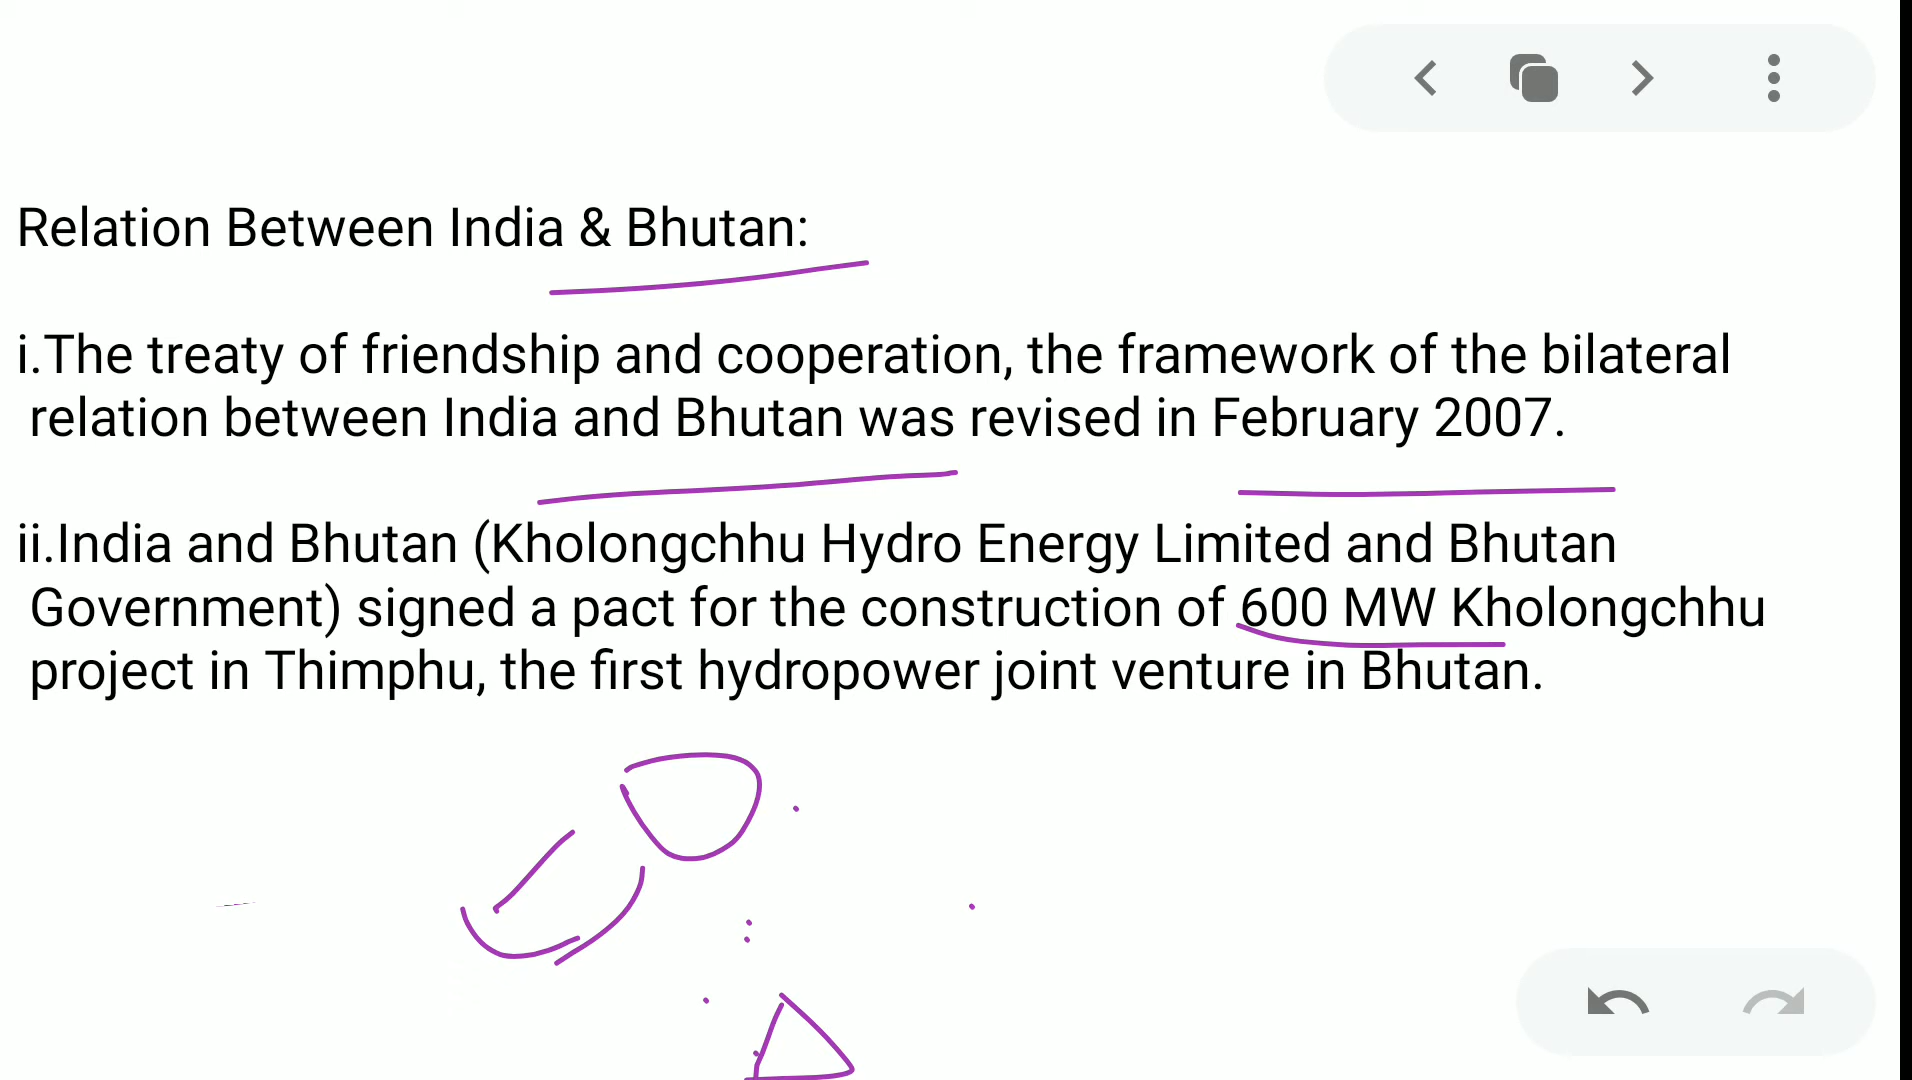 Relation Between India & Bhutan:
i.The treaty of friendship and cooperation, the framework of the bilateral
relation between India and Bhutan was revised in February 2007.
ii.India and Bhutan (Kholongchhu Hydro Energy Limited and Bhutan
Government) signed a pact for the construction of 600 MW Kholongchhu
project in Thimphu, the first hydropower joint venture in Bhutan.